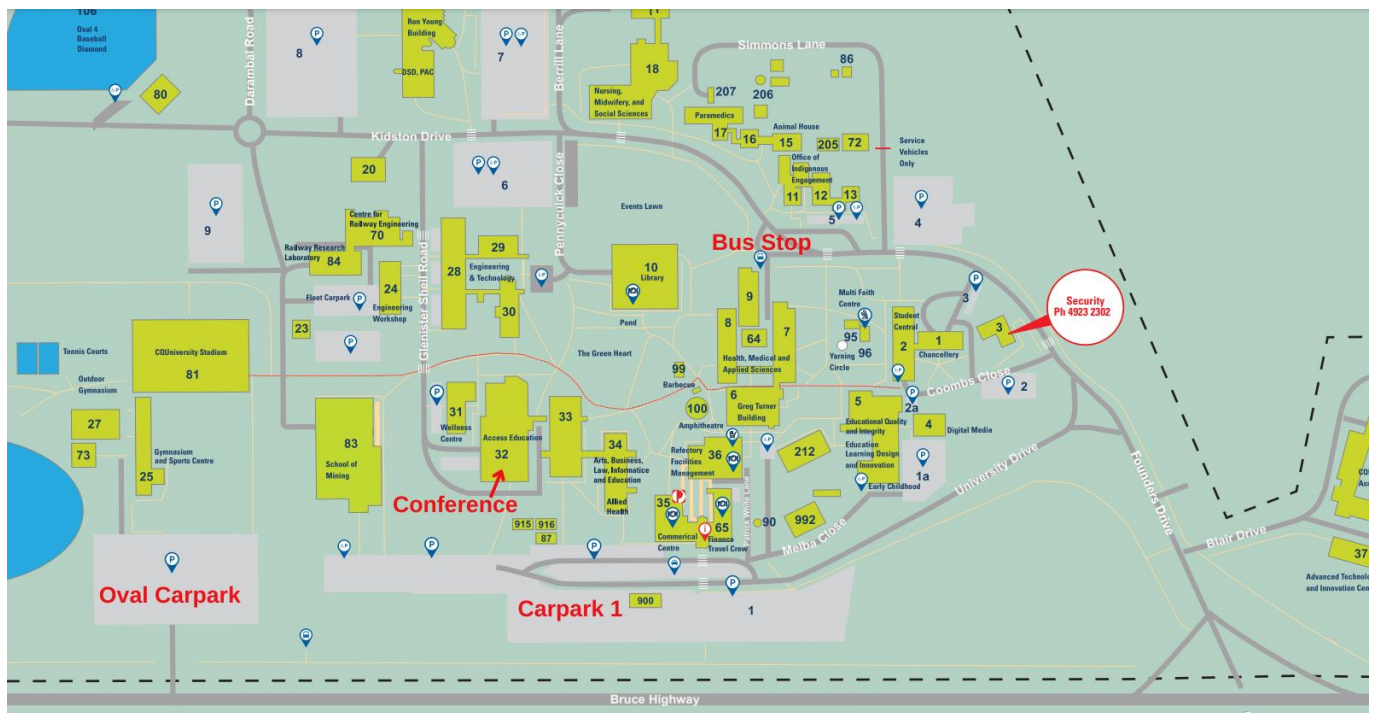 106
Oval 4
Baseball
Diamond
80
Darambal Road
8
Ron Young
Building
DSD, PAC
7
Berrill Lane
11
18
Nursing,
Midwifery, and
Social Sciences
Simmons Lane
86
207
206
Paramedics
17
16
Animal House
15
205
72
Service
Vehicles
Only
Office of
Indigenous
Engagement
11
12
13
5
4
Kidston Drive
20
6
Pennycuick Close
Events Lawn
Bus Stop
9
Centre for
Railway Engineering
70
Railway Research
Laboratory
84
Glenister Shell Road
28
29
Engineering
& Technology
30
24
Engineering
Workshop
Fleet Carpark
23
10
Library
Pond
9
8
64
7
Health, Medical and
Applied Sciences
Multi Faith
Centre
95
96
Yarning
Circle
Student
Central
2
1
Chancellery
3
3
Security
Ph 4923 2302
Coombs Close
2
2a
Tennis Courts
CQUniversity Stadium
81
Outdoor
Gymnasium
27
73
25
Gymnasium
and Sports Centre
83
School of
Mining
31
Wellness
Centre
Access Education
32
33
The Green Heart
99
Barbecue
100
Amphitheatre
6
Greg Turner
Building
5
Educational Quality
and Integrity
Education
Learning Design
and Innovation
Early Childhood
4
Digital Media
1a
34
Arts, Business,
Law, Informatice
and Education
Allied
Health
Refectory
Facilities
Management
36
212
35
Commerical
Centre
65
Finance
Travel Crew
Patrick White Lane
90
992
Melba Close
University Drive
Founders Drive
Blair Drive
37
Advanced Technolo
and Innovation Cen
CQ
Ass
Conference
915
916
87
Oval Carpark
Carpark 1
900
1
Bruce Highway